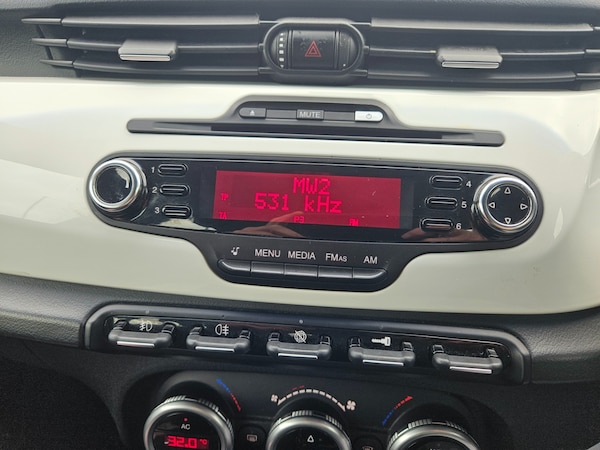 MUTE
1
2
3
MW2
531 kHz
4
5
6
MENU MEDIA FMAS AM
AC
-32.0